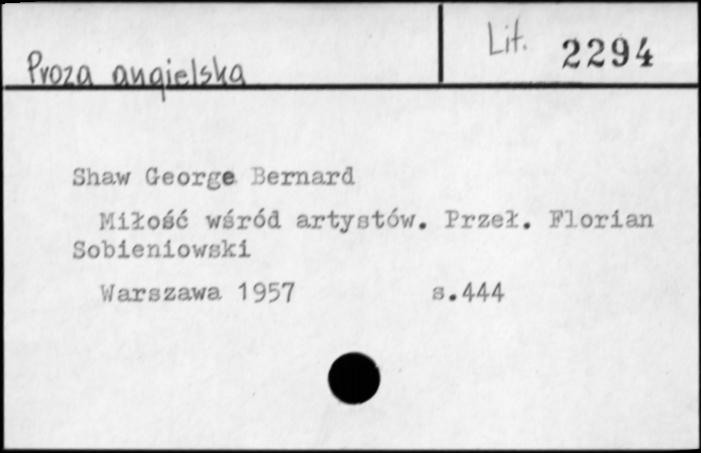 Proza angielska
Lit. 2294
Shaw George Bernard
Miłość wśród artystów. Przeł. Florian
Sobieniowski
Warszawa 1957 s.444